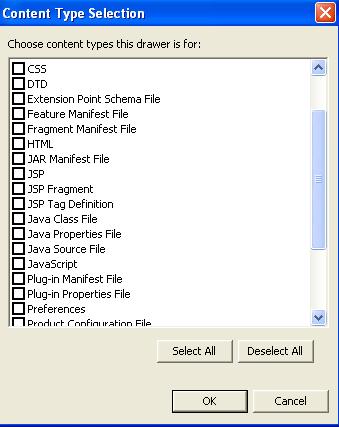 Content Type Selection
Choose content types this drawer is for:
CSS
DTD
Extension Point Schema File
Feature Manifest File
Fragment Manifest File
HTML
JAR Manifest File
JSP
JSP Fragment
JSP Tag Definition
Java Class File
Java Properties File
Java Source File
JavaScript
Plug-in Manifest File
Plug-in Properties File
Preferences
Product Configuration File
Select All
Deselect All
OK
Cancel